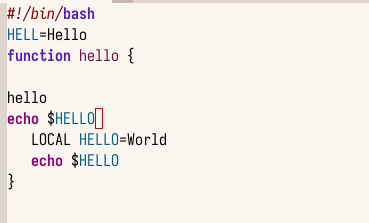 #!/bin/bash
HELL=Hello
function hello {
hello
echo $HELLO
LOCAL HELLO=World
echo $HELLO
}